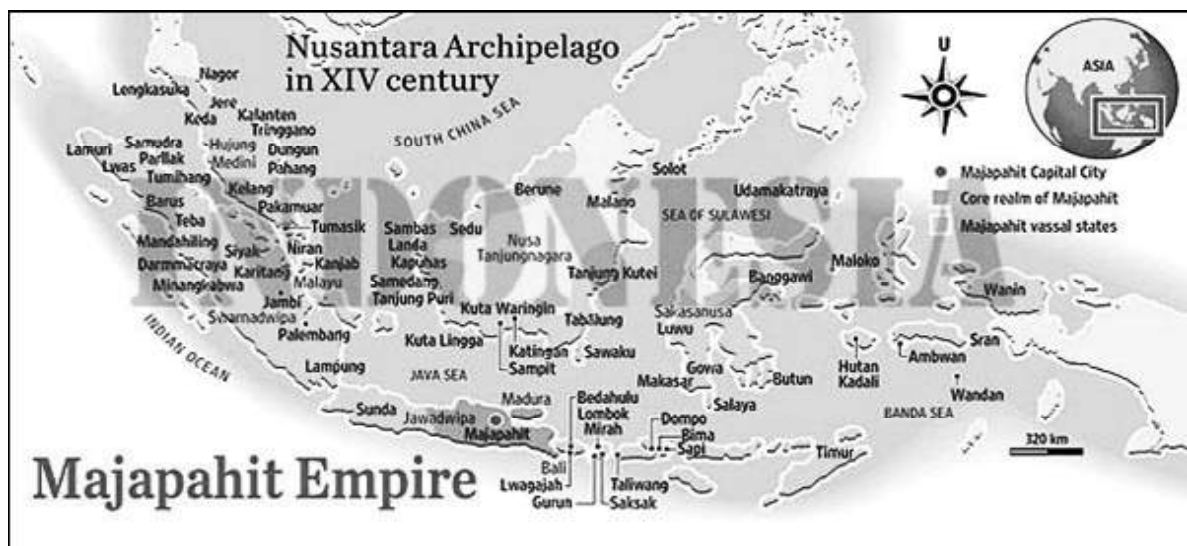 Nusantara Archipelago
in XIV century
U
ASIA
Nagor
Lengkasuka
Jere
Keda
Kalanten
Tringgano
SOUTH CHINA SEA
Samudra
Hujung
Medini
Dungun
Pahang
Lamuri
Lwas
Parllak
Tumihang
Kelang
Solot
Majapahit Capital City
Core realm of Majapahit
Majapahit vassal states
Barus
Teba
Pakamuar
Tumasik
Berune
Malano
Udamakatraya
SEA OF SULAWESI
INDONESIA
Mandahiling
Siyak
Niran
Sambas
Landa
Kapuhas
Sedu
Nusa
Tanjungnagara
Darmmacraya
Karitang
Kanjab
Malayu
Samedang
Tanjung Puri
Tanjung Kutei
Banggawi
Maloko
Wanin
Minangkabwa
Jambi
Swarnadwipa
Kuta Waringin
Sakasanusa
Palembang
Kuta Lingga
Tabalung
Luwu
Sran
INDIAN OCEAN
Katingan
Sampit
Sawaku
Ambwan
Hutan
Kadali
Lampung
JAVA SEA
Gowa
Makasar
Butun
Wandan
Sunda
Jawadwipa
Madura
Majapahit
Bedahulu
Lombok
Mirah
Salaya
BANDA SEA
Dompo
Bima
Sapi
Timur
320 km
Majapahit Empire
Bali
Lwagajah
Gurun
Taliwang
Saksak